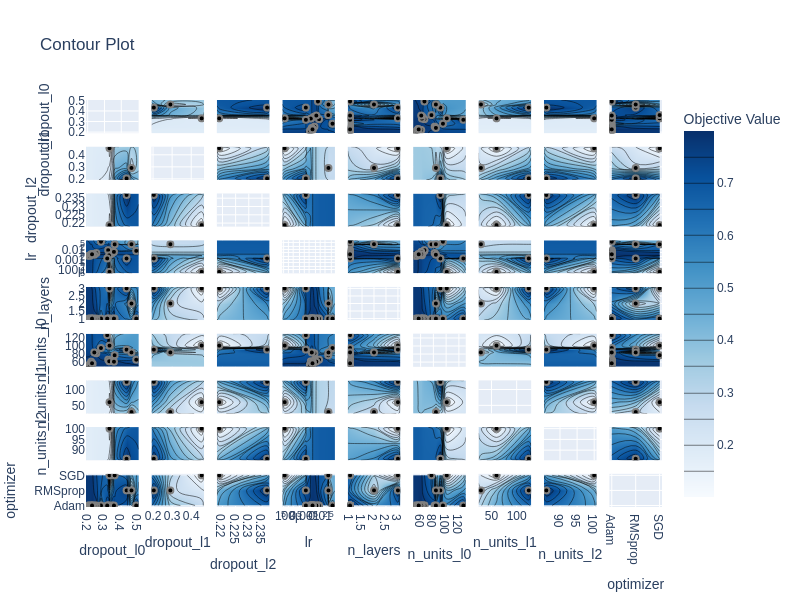 Contour Plot
Objective Value
0.7
0.6
0.5
0.4
0.3
0.2
dropout_l0
0.5
0.4
0.3
0.2
dropout_l1
0.4
0.2
dropout_l2
0.235
0.23
0.225
0.22
lr
0.01
0.001
n_layers
3
2.5
2
1.5
1
n_units_l0
120
100
80
60
n_units_l1
100
50
n_units_l2
100
95
90
optimizer
SGD
RMSprop
Adam
0.2
0.3
0.4
0.5
dropout_l0
0.2 0.3 0.4
dropout_l1
0.22
0.225
0.23
0.235
dropout_l2
lr
1
1.5
2
2.5
3
n_layers
60
80
100
120
n_units_l0
50 100
n_units_l1
90
95
100
n_units_l2
Adam
RMSprop
SGD
optimizer